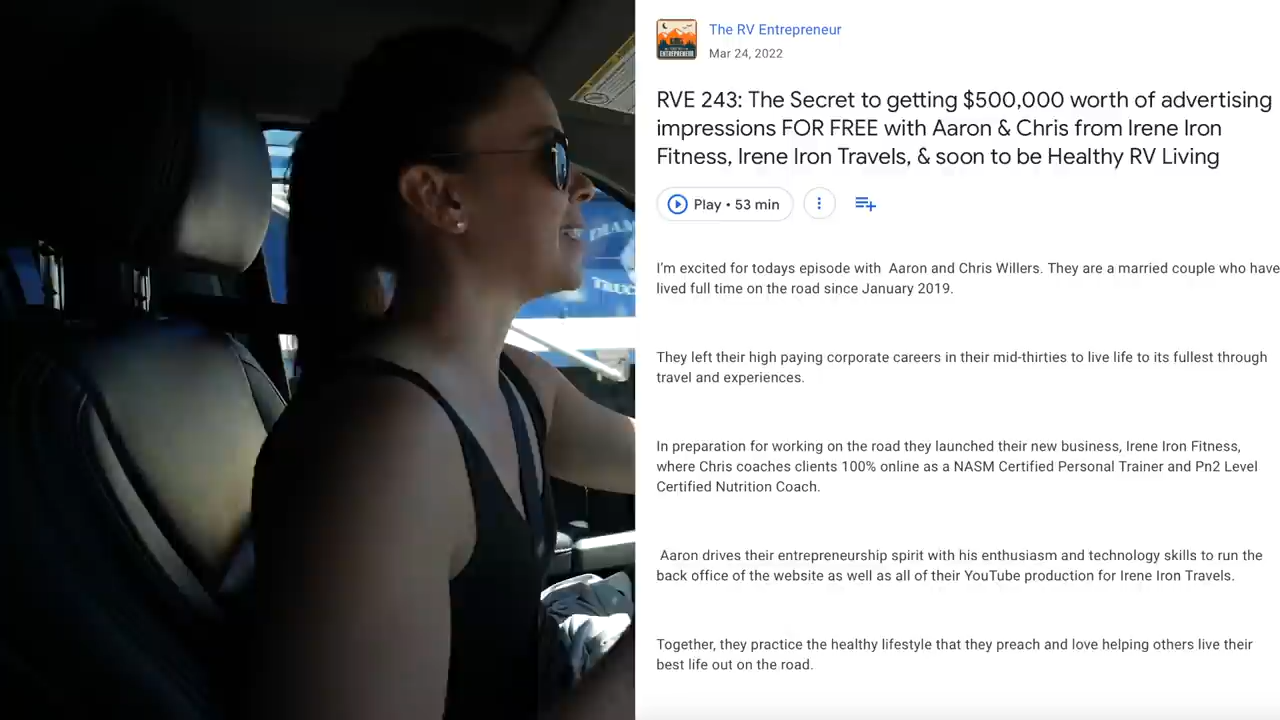 The RV Entrepreneur
Mar 24, 2022
ENTREPRENEUR
RVE 243: The Secret to getting $500,000 worth of advertising
impressions FOR FREE with Aaron & Chris from Irene Iron
Fitness, Irene Iron Travels, & soon to be Healthy RV Living
Play • 53 min
I'm excited for todays episode with  Aaron and Chris Willers. They are a married couple who have
lived full time on the road since January 2019.
They left their high paying corporate careers in their mid-thirties to live life to its fullest through
travel and experiences.
In preparation for working on the road they launched their new business, Irene Iron Fitness,
where Chris coaches clients 100% online as a NASM Certified Personal Trainer and Pn2 Level
Certified Nutrition Coach.
Aaron drives their entrepreneurship spirit with his enthusiasm and technology skills to run the
back office of the website as well as all of their YouTube production for Irene Iron Travels.
Together, they practice the healthy lifestyle that they preach and love helping others live their
best life out on the road.